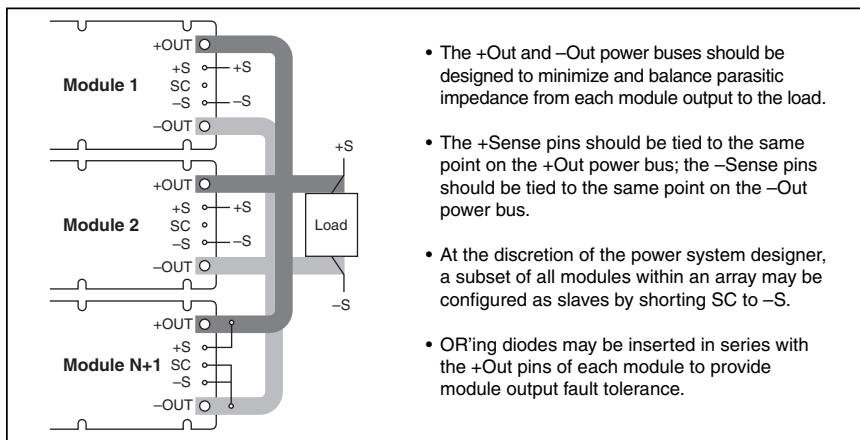 +OUT
+S
+S
Module 1
SC
–S
–S
–OUT
+OUT
+S
+S
Module 2
SC
–S
–S
–OUT
+OUT
+S
Module N+1
SC
–S
–OUT
+S
Load
–S
• The +Out and –Out power buses should be
designed to minimize and balance parasitic
impedance from each module output to the load.
• The +Sense pins should be tied to the same
point on the +Out power bus; the –Sense pins
should be tied to the same point on the –Out
power bus.
• At the discretion of the power system designer,
a subset of all modules within an array may be
configured as slaves by shorting SC to –S.
• OR'ing diodes may be inserted in series with
the +Out pins of each module to provide
module output fault tolerance.